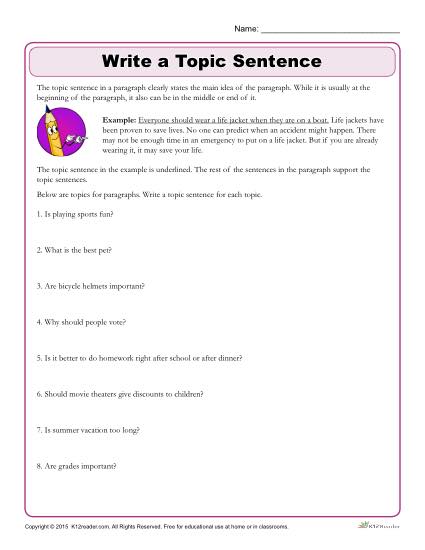 Name: ____________________
Write a Topic Sentence
The topic sentence in a paragraph clearly states the main idea of the paragraph. While it is usually at the
beginning of the paragraph, it also can be in the middle or end of it.
Example: Everyone should wear a life jacket when they are on a boat. Life jackets have
been proven to save lives. No one can predict when an accident might happen. There
may not be enough time in an emergency to put on a life jacket. But if you are already
wearing it, it may save your life.
The topic sentence in the example is underlined. The rest of the sentences in the paragraph support the
topic sentences.
Below are topics for paragraphs. Write a topic sentence for each topic.
1. Is playing sports fun?
2. What is the best pet?
3. Are bicycle helmets important?
4. Why should people vote?
5. Is it better to do homework right after school or after dinner?
6. Should movie theaters give discounts to children?
7. Is summer vacation too long?
8. Are grades important?
Copyright © 2015 K12reader.com. All Rights Reserved. Free for educational use at home or in classrooms.
K12Reader